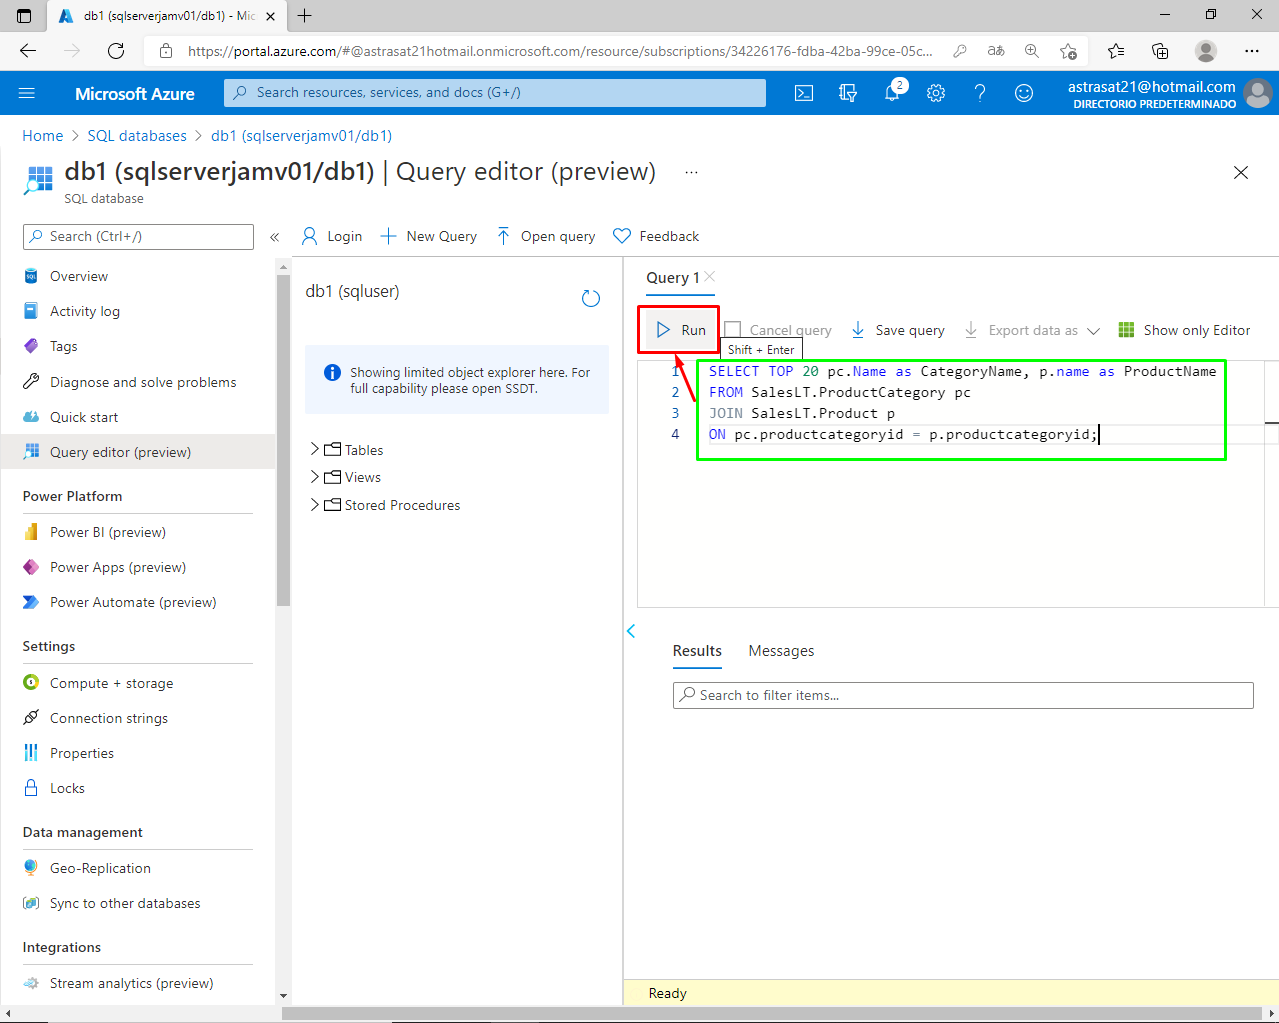 db1 (sqlserverjamv01/db1) - Mic
https://portal.azure.com/#@astrasat21hotmail.onmicrosoft.com/resource/subscriptions/34226176-fdba-42ba-99ce-05c...
Microsoft Azure
Search resources, services, and docs (G+/)
2
astrasat21@hotmail.com
DIRECTORIO PREDETERMINADO
Home > SQL databases > db1 (sqlserverjamv01/db1)
db1 (sqlserverjamv01/db1) | Query editor (preview) ...
SQL database
Search (Ctrl+/)
Overview
Activity log
Tags
Diagnose and solve problems
Quick start
Query editor (preview)
Power Platform
Power BI (preview)
Power Apps (preview)
Power Automate (preview)
Settings
Compute + storage
Connection strings
Properties
Locks
Data management
Geo-Replication
Sync to other databases
Integrations
Stream analytics (preview)
Login
New Query
Open query
Feedback
db1 (sqluser)
Showing limited object explorer here. For
full capability please open SSDT.
Tables
Views
Stored Procedures
Query 1
Run
Cancel query
Save query
Export data as
Show only Editor
Shift + Enter
1 SELECT TOP 20 pc.Name as CategoryName, p.name as ProductName
2 FROM SalesLT.ProductCategory pc
3 JOIN SalesLT.Product p
4 ON pc.productcategoryid = p.productcategoryid;
Results
Messages
Search to filter items...
Ready